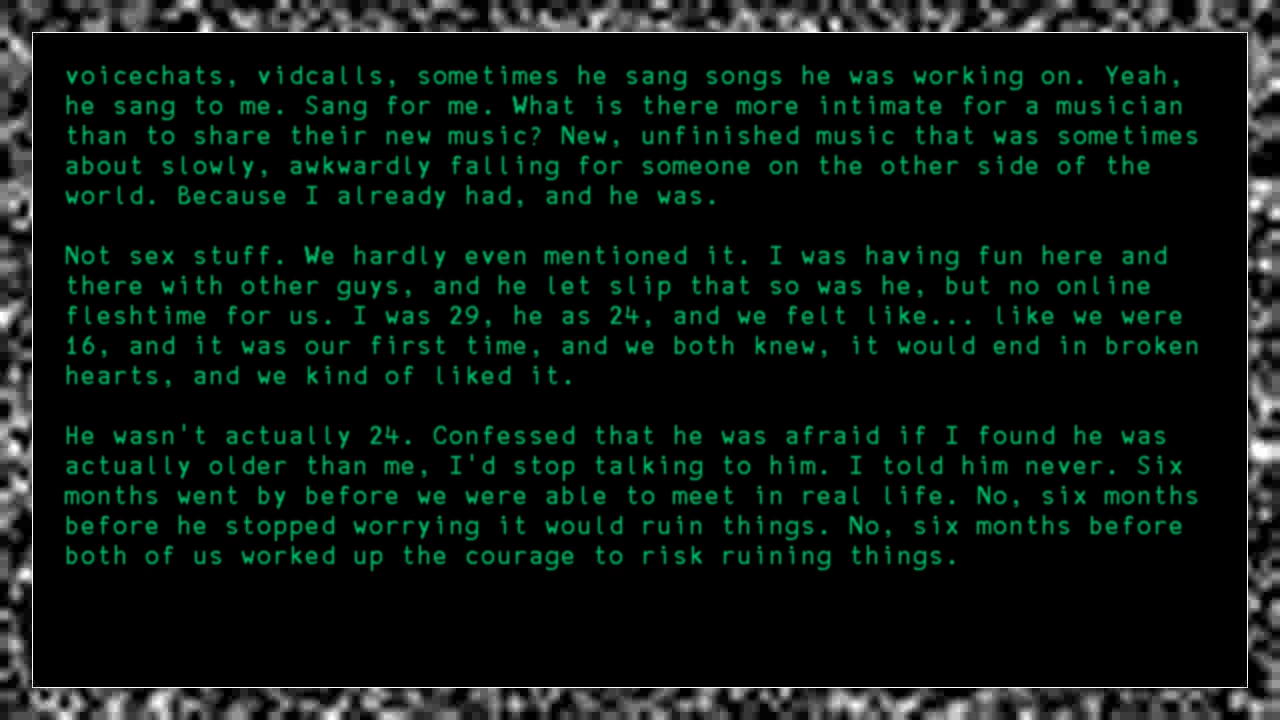 voicechats, vidcalls, sometimes he sang songs he was working on. Yeah,
he sang to me. Sang for me. What is there more intimate for a musician
than to share their new music? New, unfinished music that was sometimes
about slowly, awkwardly falling for someone on the other side of the
world. Because I already had, and he was.
Not sex stuff. We hardly even mentioned it. I was having fun here and
there with other guys, and he let slip that so was he, but no online
fleshtime for us. I was 29, he as 24, and we felt like... like we were
16, and it was our first time, and we both knew, it would end in broken
hearts, and we kind of liked it.
He wasn't actually 24. Confessed that he was afraid if I found he was
actually older than me, I'd stop talking to him. I told him never. Six
months went by before we were able to meet in real life. No, six months
before he stopped worrying it would ruin things. No, six months before
both of us worked up the courage to risk ruining things.